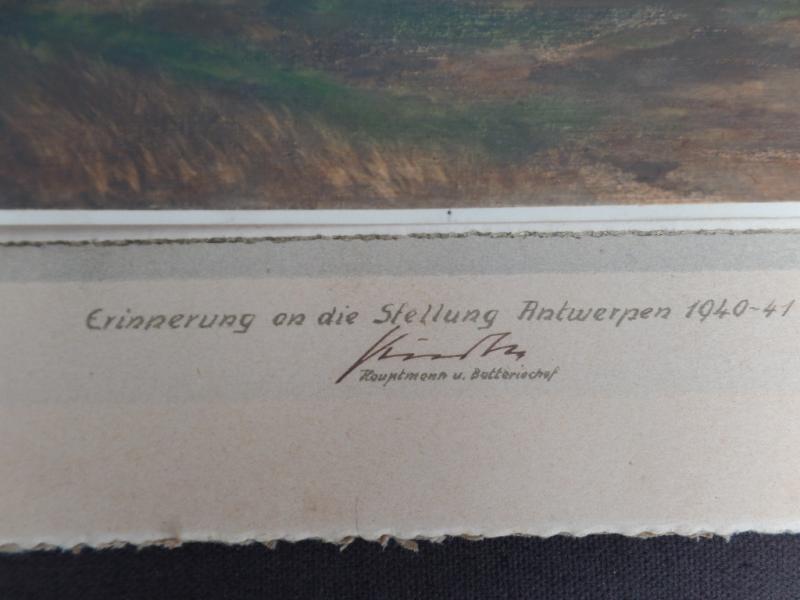 Erinnerung an die Stellung Antwerpen 1940-41
Hauptmann u. Batteriechef